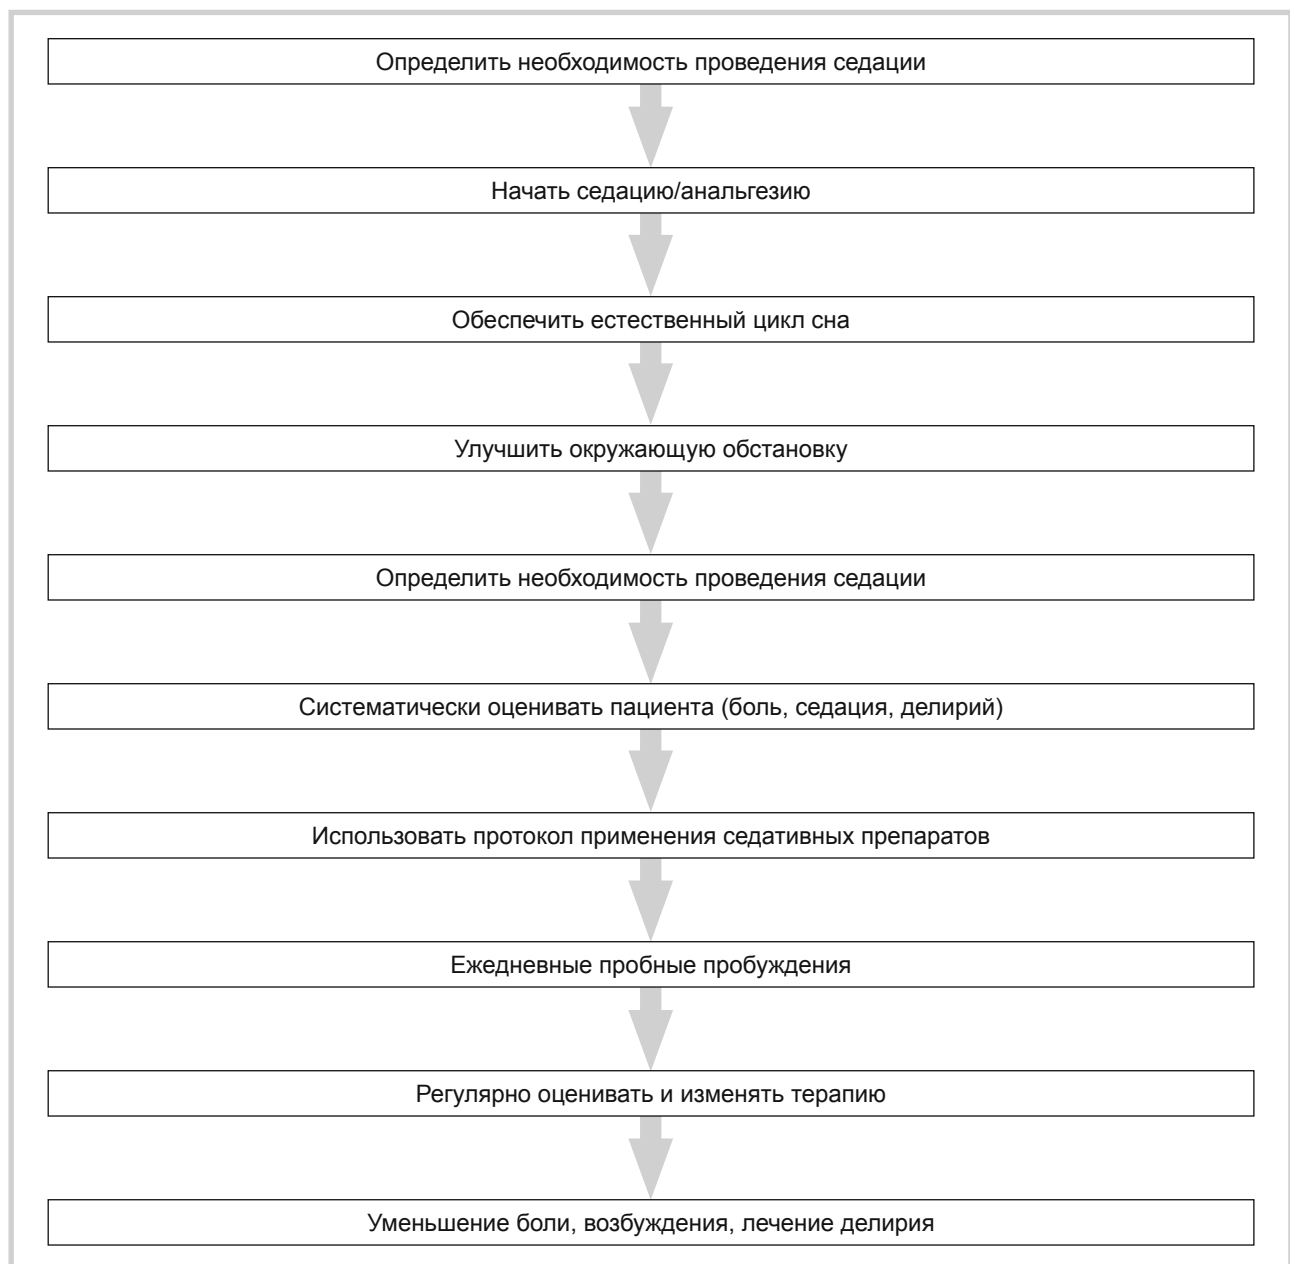 Определить необходимость проведения седации
Начать седацию/анальгезию
Обеспечить естественный цикл сна
Улучшить окружающую обстановку
Определить необходимость проведения седации
Систематически оценивать пациента (боль, седация, делирий)
Использовать протокол применения седативных препаратов
Ежедневные пробные пробуждения
Регулярно оценивать и изменять терапию
Уменьшение боли, возбуждения, лечение делирия